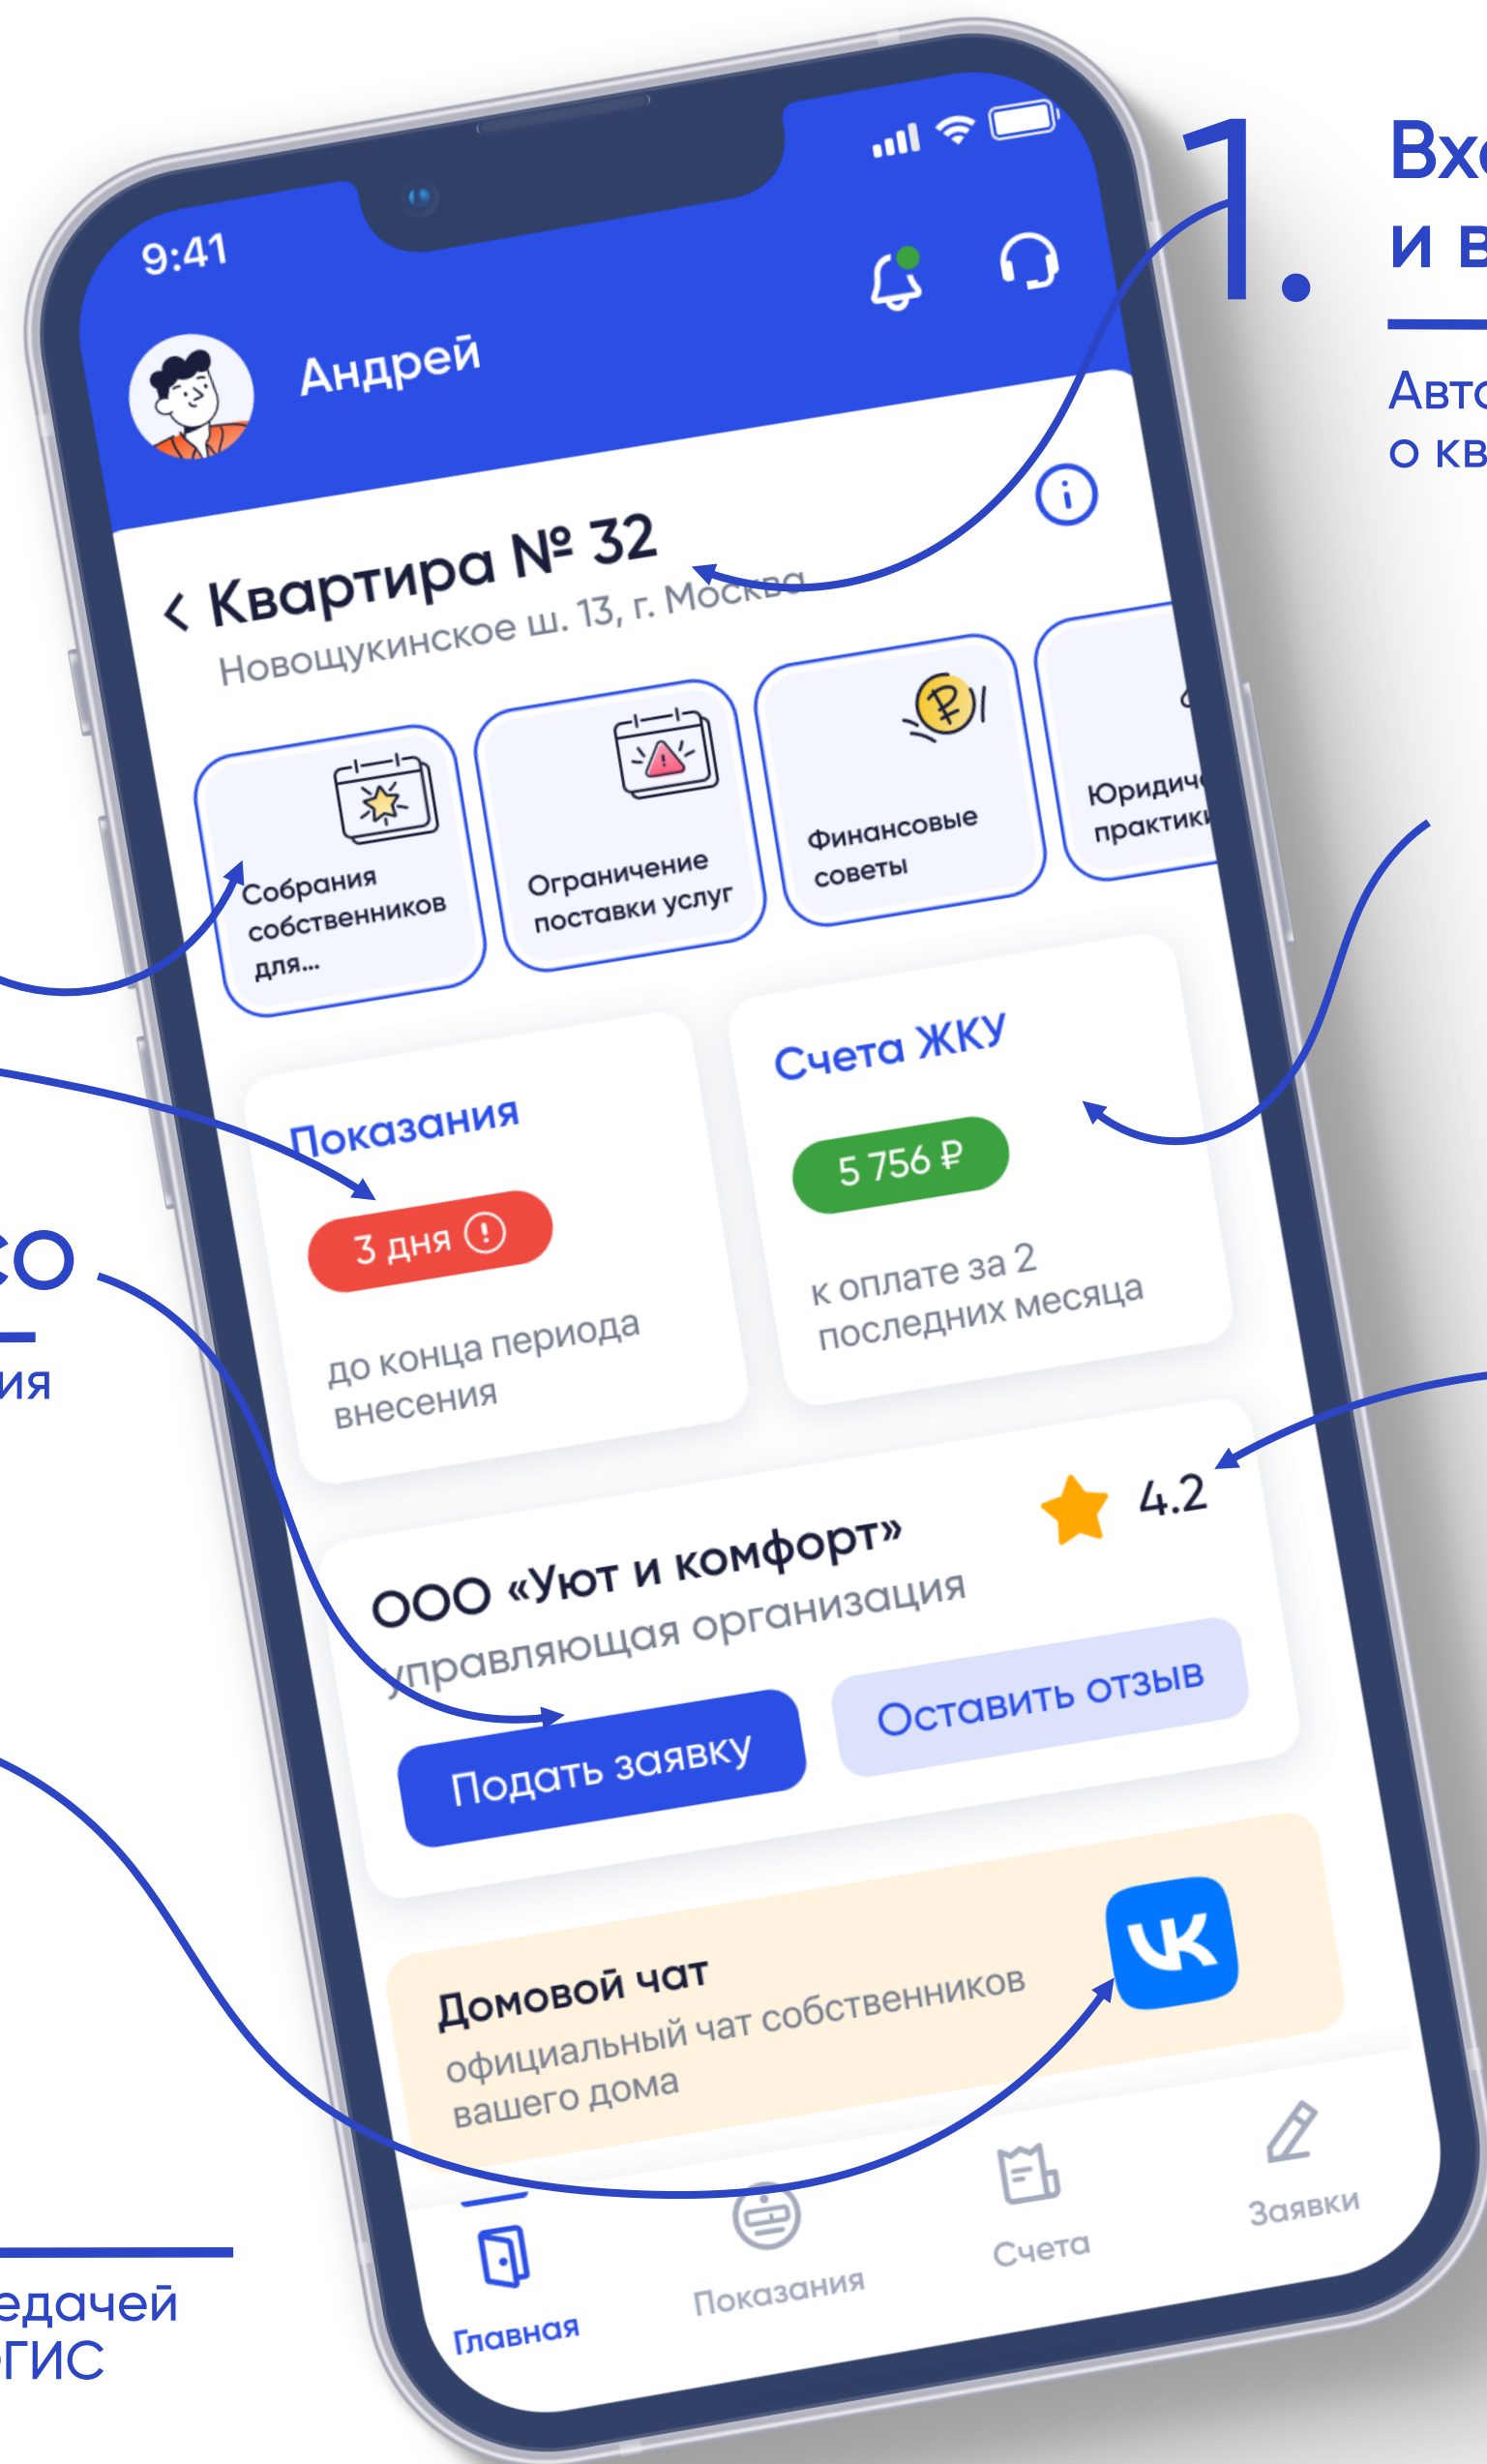 9:41
Андрей
Квартира № 32
Новощукинское ш. 13, г. Москва
Собрания
собственников
для...
Ограничение
поставки услуг
Финансовые
советы
практики
Показания
3 дня
до конца периода
внесения
Счета ЖКУ
5 756 ₽
к оплате за 2
последних месяца
ООО «Уют и комфорт»
4.2
управляющая организация
Подать заявку
Оставить отзыв
Домовой чат
официальный чат собственников
вашего дома
Главная
Показания
Счета
Заявки
1.
и
о